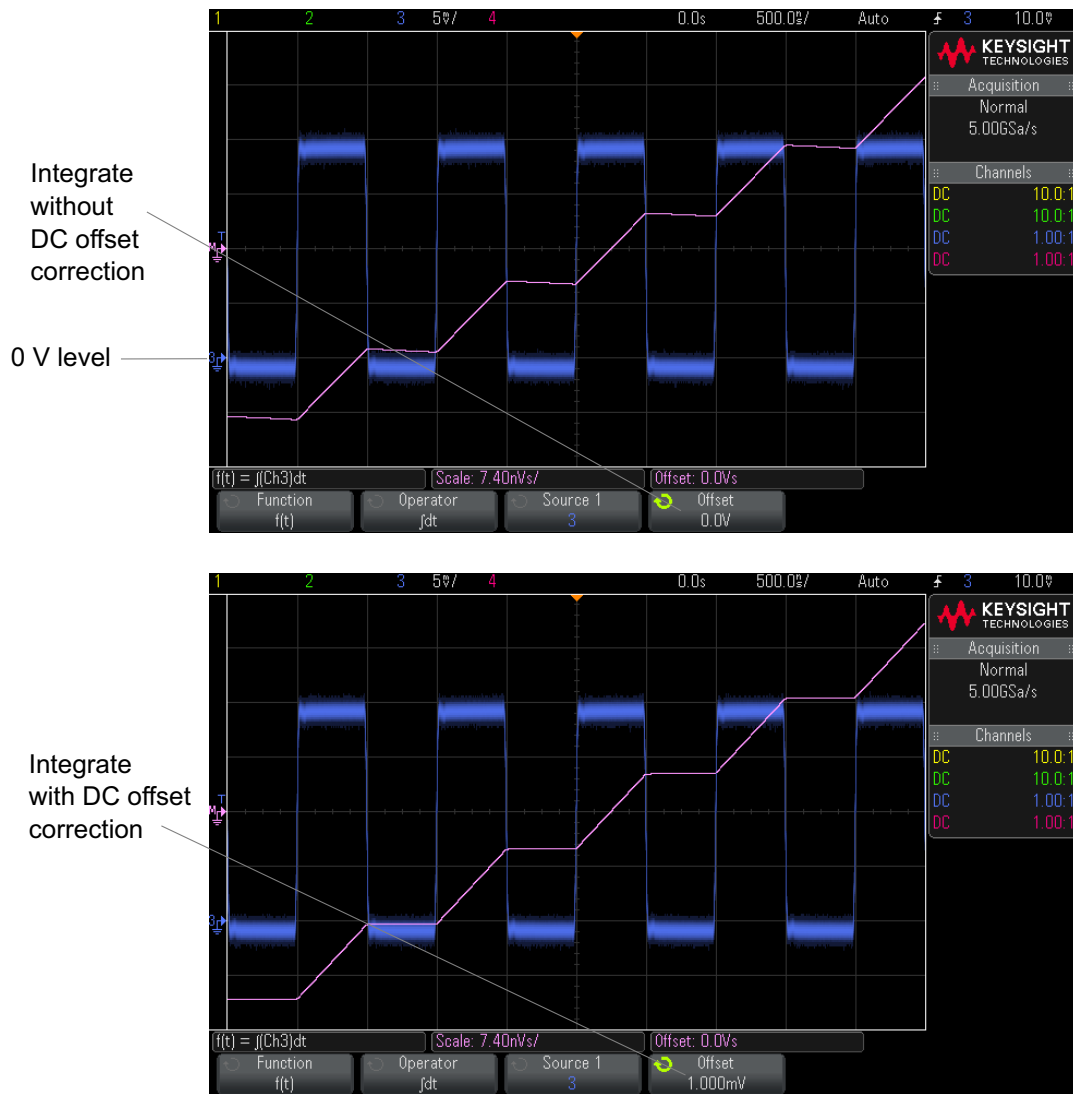 1 2 3 5V/ 4 0.0s 500.0ns/ Auto 3 10.0V
KEYSIGHT
TECHNOLOGIES
Acquisition
Normal
5.00GSa/s
Channels
DC 10.0:1
DC 10.0:1
DC 1.00:1
DC 1.00:1
Integrate
without
DC offset
correction
T
M
0 V level
3
f(t) = ∫(Ch3)dt Scale: 7.40nVs/ Offset: 0.0Vs
Function Operator Source 1 Offset
f(t) ∫dt 3 0.0V
1 2 3 5V/ 4 0.0s 500.0ns/ Auto 3 10.0V
KEYSIGHT
TECHNOLOGIES
Acquisition
Normal
5.00GSa/s
Channels
DC 10.0:1
DC 10.0:1
DC 1.00:1
DC 1.00:1
Integrate
with DC offset
correction
T
M
3
f(t) = ∫(Ch3)dt Scale: 7.40nVs/ Offset: 0.0Vs
Function Operator Source 1 Offset
f(t) ∫dt 3 1.000mV